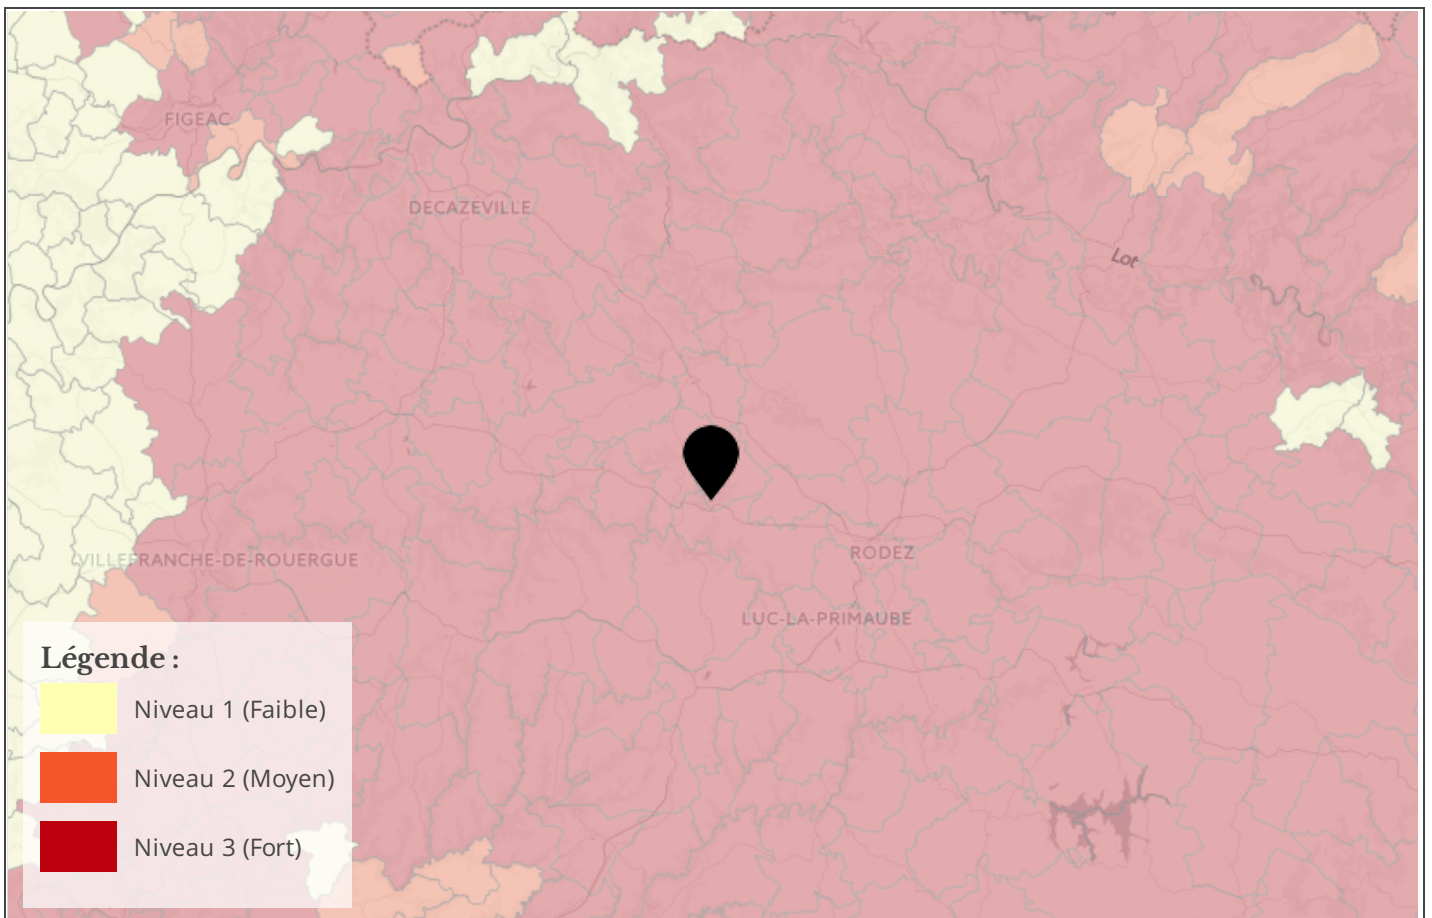 FIGEAC
DECAZEVILLE
Lot
VILLEFRANCHE-DE-ROUERGUE
RODEZ
LUC-LA-PRIMAUBE
Légende :
Niveau 1 (Faible)
Niveau 2 (Moyen)
Niveau 3 (Fort)